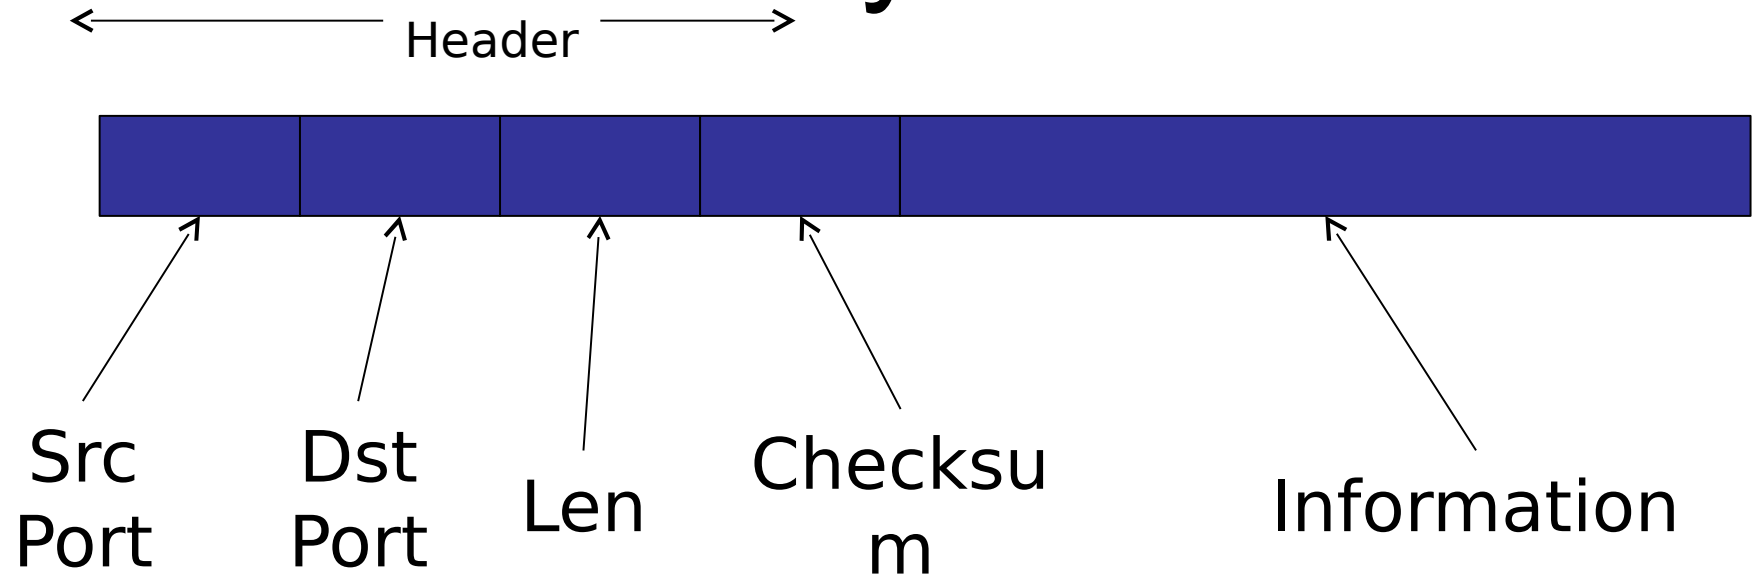 Header
Src
Port
Dst
Port
Len
Checksu
m
Information